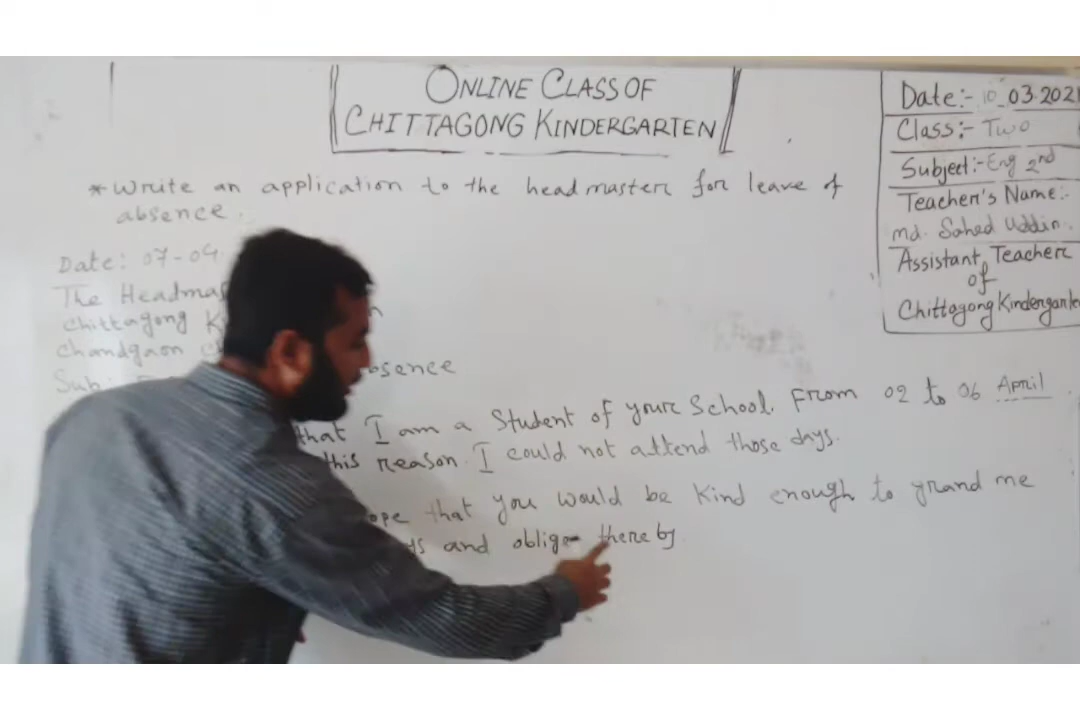 ONLINE CLASS OF
CHITTAGONG KINDERGARTEN
Date:- 10_03.2021
Class:- Two
Subject:- Eng 2nd
Teacher's Name:-
md. Sahed Uddin.
Assistant Teacher
of
Chittagong Kindergarten
* Write an application to the headmaster for leave of
absence.
Date: 07-04
The
Chittagong
Chandgaon
Sub: absence
that I am a Student of your School. From 02 to 06 April
this reason I could not attend those days.
that you would be kind enough to grand me
and oblige thereby